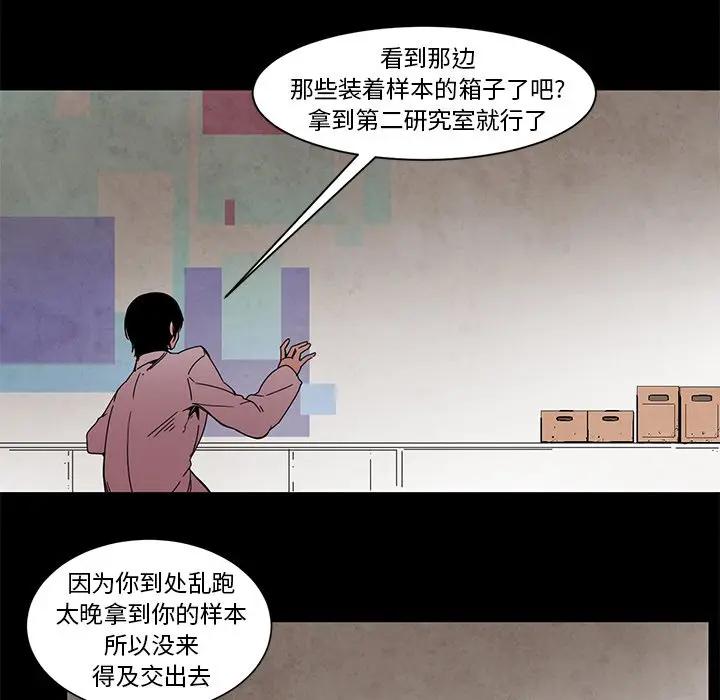 看到那边
那些装着样本的箱子了吧?
拿到第二研究室就行了
因为你到处乱跑
太晚拿到你的样本
所以没来
得及交出去